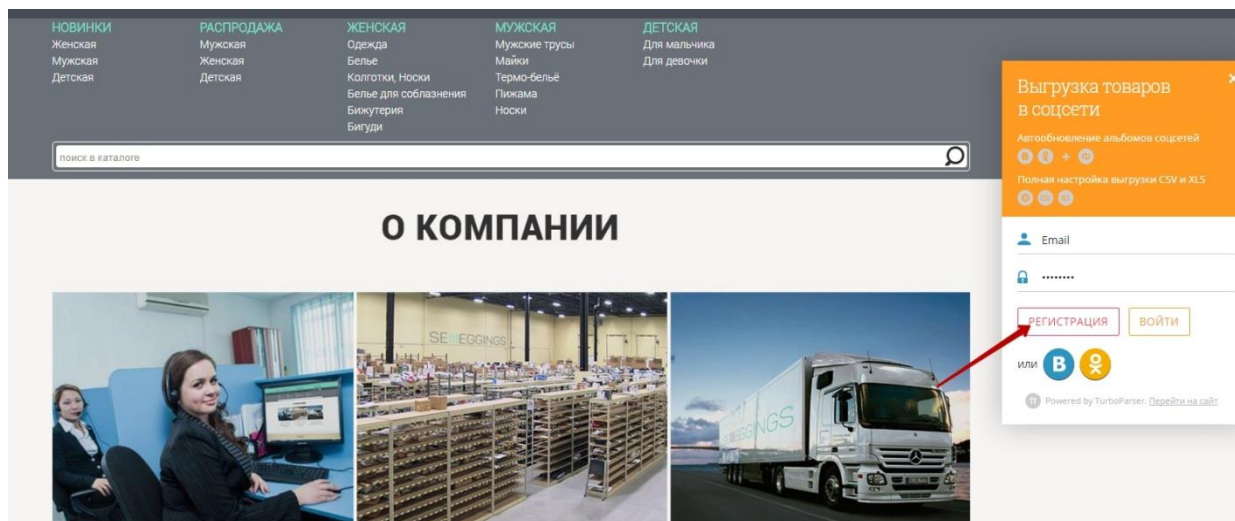 НОВИНКИ
Женская
Мужская
Детская
РАСПРОДАЖА
Мужская
Женская
Детская
ЖЕНСКАЯ
Одежда
Белье
Колготки, Носки
Белье для соблазнения
Бижутерия
Бигуди
МУЖСКАЯ
Мужские трусы
Майки
Термо-бельё
Пижама
Носки
ДЕТСКАЯ
Для мальчика
Для девочки
поиск в каталоге
О КОМПАНИИ
Выгрузка товаров
в соцсети
Автообновление альбомов соцсетей
Полная настройка выгрузки CSV и XLS
Email
РЕГИСТРАЦИЯ
ВОЙТИ
или
Powered by TurboParser. Перейти на сайт